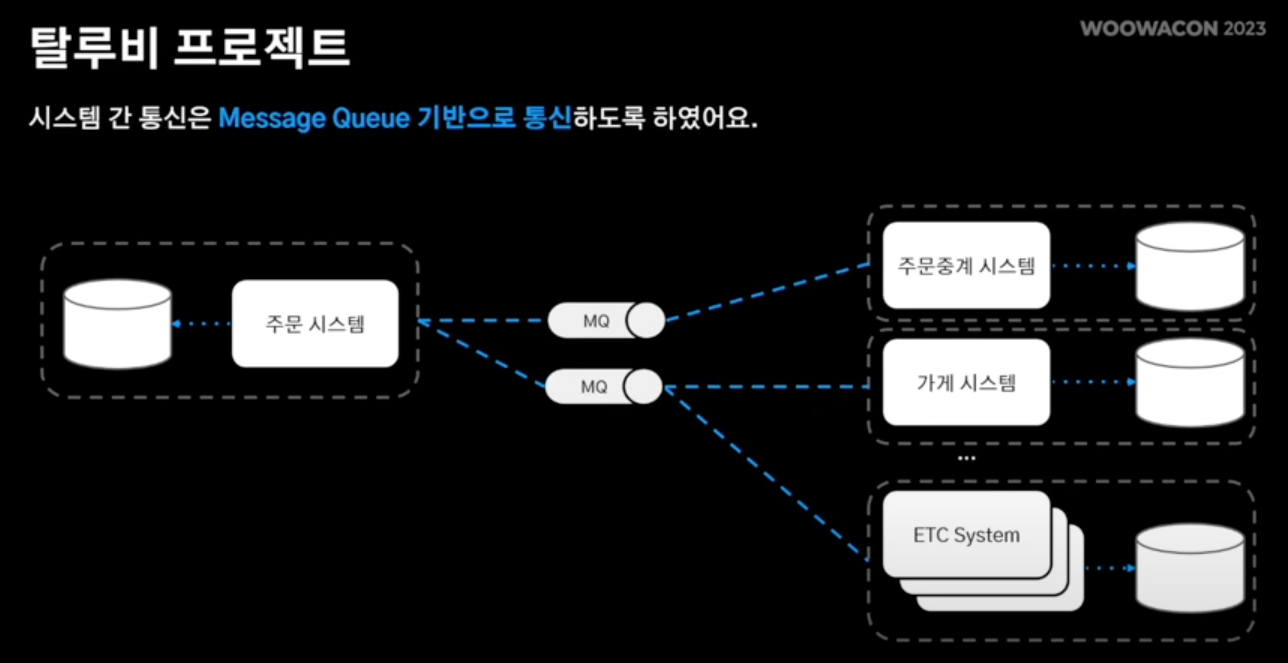 탈루비 프로젝트
WOOWACON 2023
시스템 간 통신은 Message Queue 기반으로 통신하도록 하였어요.
주문중계 시스템
주문 시스템
MQ
가게 시스템
MQ
...
ETC System